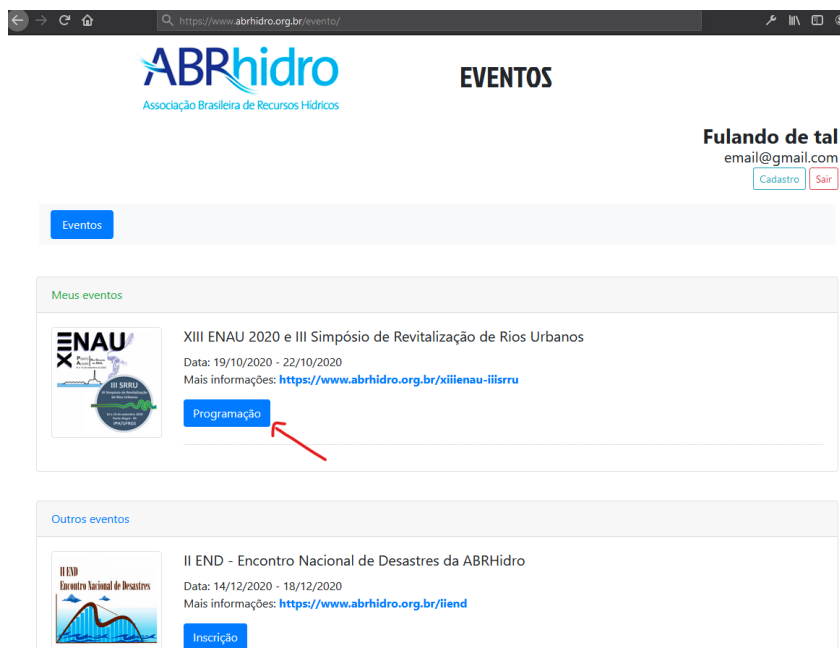 https://www.abrhidro.org.br/evento/
ABRhidro
Associação Brasileira de Recursos Hídricos
EVENTOS
Fulando de tal
email@gmail.com
Cadastro Sair
Eventos
Meus eventos
ENAU
XIII
III SRRU
XIII ENAU 2020 e III Simpósio de Revitalização de Rios Urbanos
Data: 19/10/2020 - 22/10/2020
Mais informações: https://www.abrhidro.org.br/xiiienau-iiisrru
Programação
Outros eventos
II END
Encontro Nacional de Desastres
II END - Encontro Nacional de Desastres da ABRHidro
Data: 14/12/2020 - 18/12/2020
Mais informações: https://www.abrhidro.org.br/iiend
Inscrição